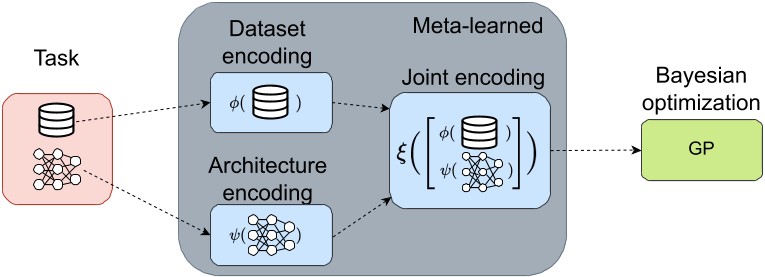 Task
Meta-learned
Dataset
encoding
ϕ( )
Architecture
encoding
ψ( )
Joint encoding
ξ([ϕ( )
ψ( )])
Bayesian
optimization
GP